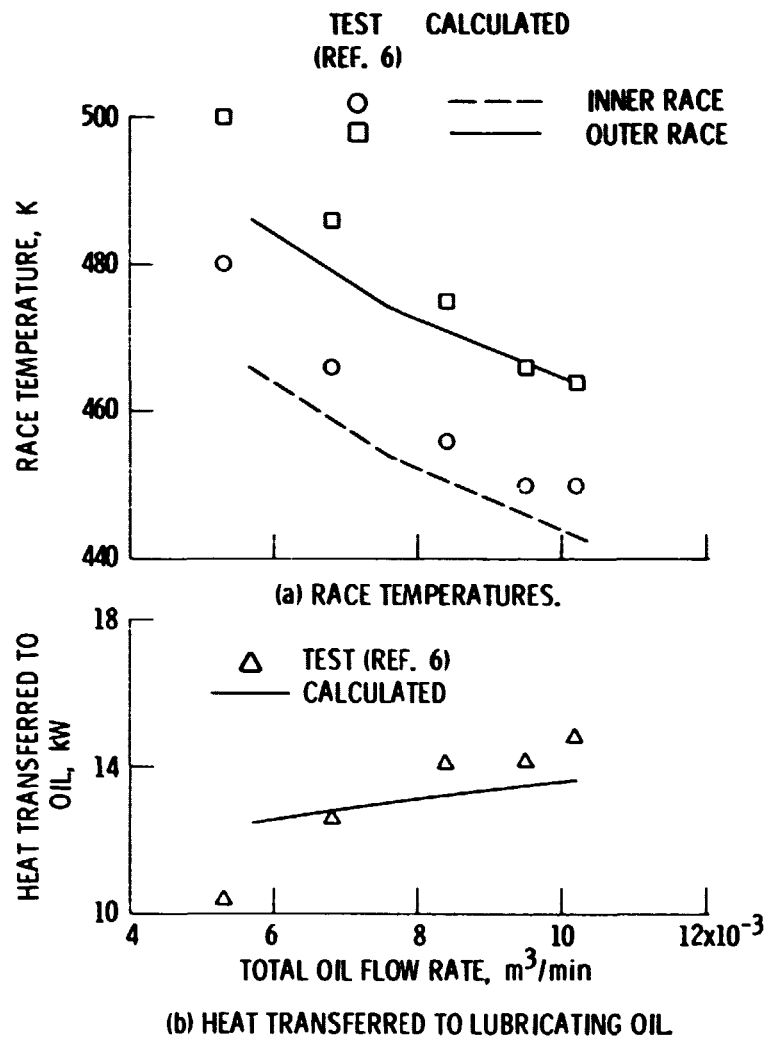 TEST CALCULATED
(REF. 6)
INNER RACE
OUTER RACE
500
480
460
440
RACE TEMPERATURE, K
(a) RACE TEMPERATURES.
18
14
10
HEAT TRANSFERRED TO
OIL, kW
TEST (REF. 6)
CALCULATED
4 6 8 10 12x10⁻³
TOTAL OIL FLOW RATE, m³/min
(b) HEAT TRANSFERRED TO LUBRICATING OIL.